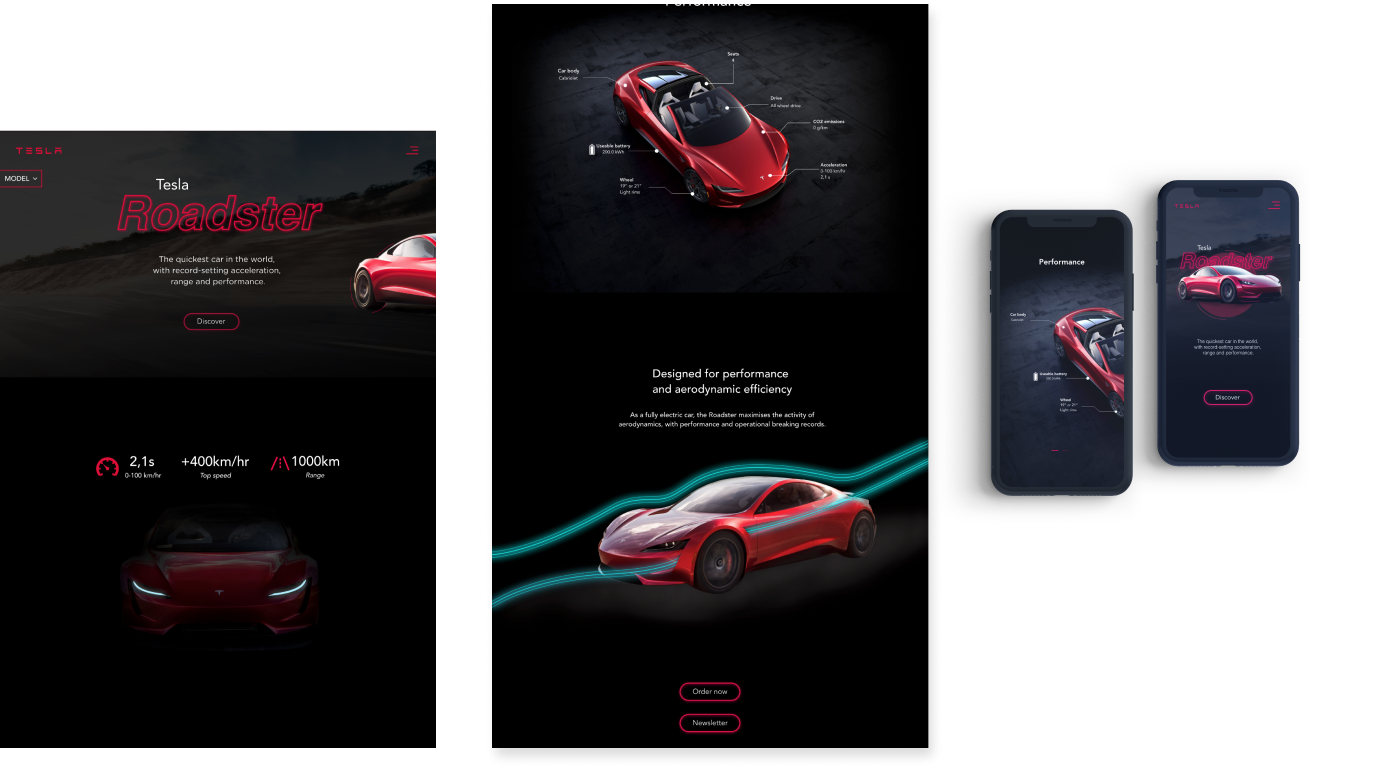 TESLA
MODEL
Tesla
Roadster
The quickest car in the world,
with record-setting acceleration,
range and performance.
Discover
2,1s
0-100 km/hr
+400km/hr
Top speed
1000km
Range
Performance
Seats
4
Car body
Cabriolet
Drive
All wheel drive
CO2 emissions
0 g/km
Useable battery
200.0 kWh
Acceleration
0-100 km/hr
2,1 s
Wheel
19" or 21"
Light rims
Designed for performance
and aerodynamic efficiency
As a fully electric car, the Roadster maximises the activity of
aerodynamics, with performance and operational breaking records.
Order now
Newsletter
Performance
Car body
Cabriolet
Useable battery
200.0 kWh
Wheel
19" or 21"
Light rims
TESLA
Tesla
Roadster
The quickest car in the world,
with record-setting acceleration,
range and performance.
Discover